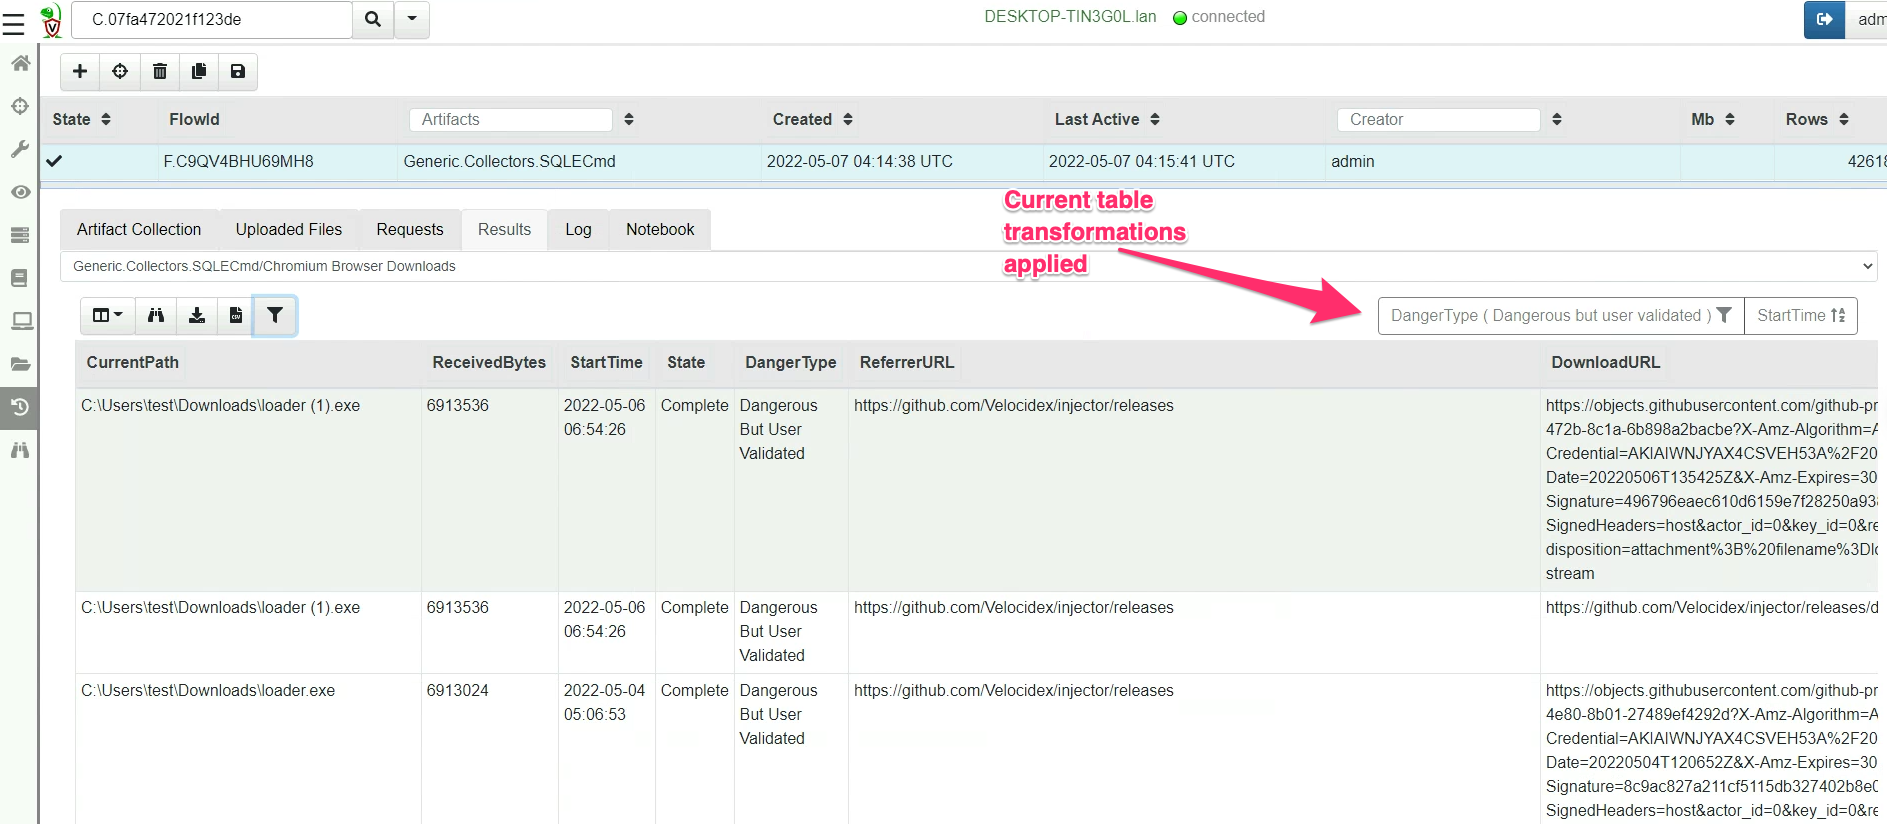 C.07fa472021f123de
DESKTOP-TIN3G0L.lan connected
adm
State FlowId Artifacts Created Last Active Creator Mb Rows
F.C9QV4BHU69MH8 Generic.Collectors.SQLECmd 2022-05-07 04:14:38 UTC 2022-05-07 04:15:41 UTC admin 42618
Current table
transformations
applied
Artifact Collection Uploaded Files Requests Results Log Notebook
Generic.Collectors.SQLECmd/Chromium Browser Downloads
DangerType ( Dangerous but user validated ) StartTime
CurrentPath ReceivedBytes StartTime State DangerType ReferrerURL DownloadURL
C:\Users\test\Downloads\loader (1).exe 6913536 2022-05-06 Complete Dangerous https://github.com/Velocidex/injector/releases https://objects.githubusercontent.com/github-pr
06:54:26 But User 472b-8c1a-6b898a2bacbe?X-Amz-Algorithm=A
Validated Credential=AKIAIWNJYAX4CSVEH53A%2F20
Date=20220506T135425Z&X-Amz-Expires=30
Signature=496796eaec610d6159e7f28250a938
SignedHeaders=host&actor_id=0&key_id=0&re
disposition=attachment%3B%20filename%3Dlo
stream
C:\Users\test\Downloads\loader (1).exe 6913536 2022-05-06 Complete Dangerous https://github.com/Velocidex/injector/releases https://github.com/Velocidex/injector/releases/d
06:54:26 But User
Validated
C:\Users\test\Downloads\loader.exe 6913024 2022-05-04 Complete Dangerous https://github.com/Velocidex/injector/releases https://objects.githubusercontent.com/github-pr
05:06:53 But User 4e80-8b01-27489ef4292d?X-Amz-Algorithm=A
Validated Credential=AKIAIWNJYAX4CSVEH53A%2F20
Date=20220504T120652Z&X-Amz-Expires=30
Signature=8c9ac827a211cf5115db327402b8e0
SignedHeaders=host&actor_id=0&key_id=0&re